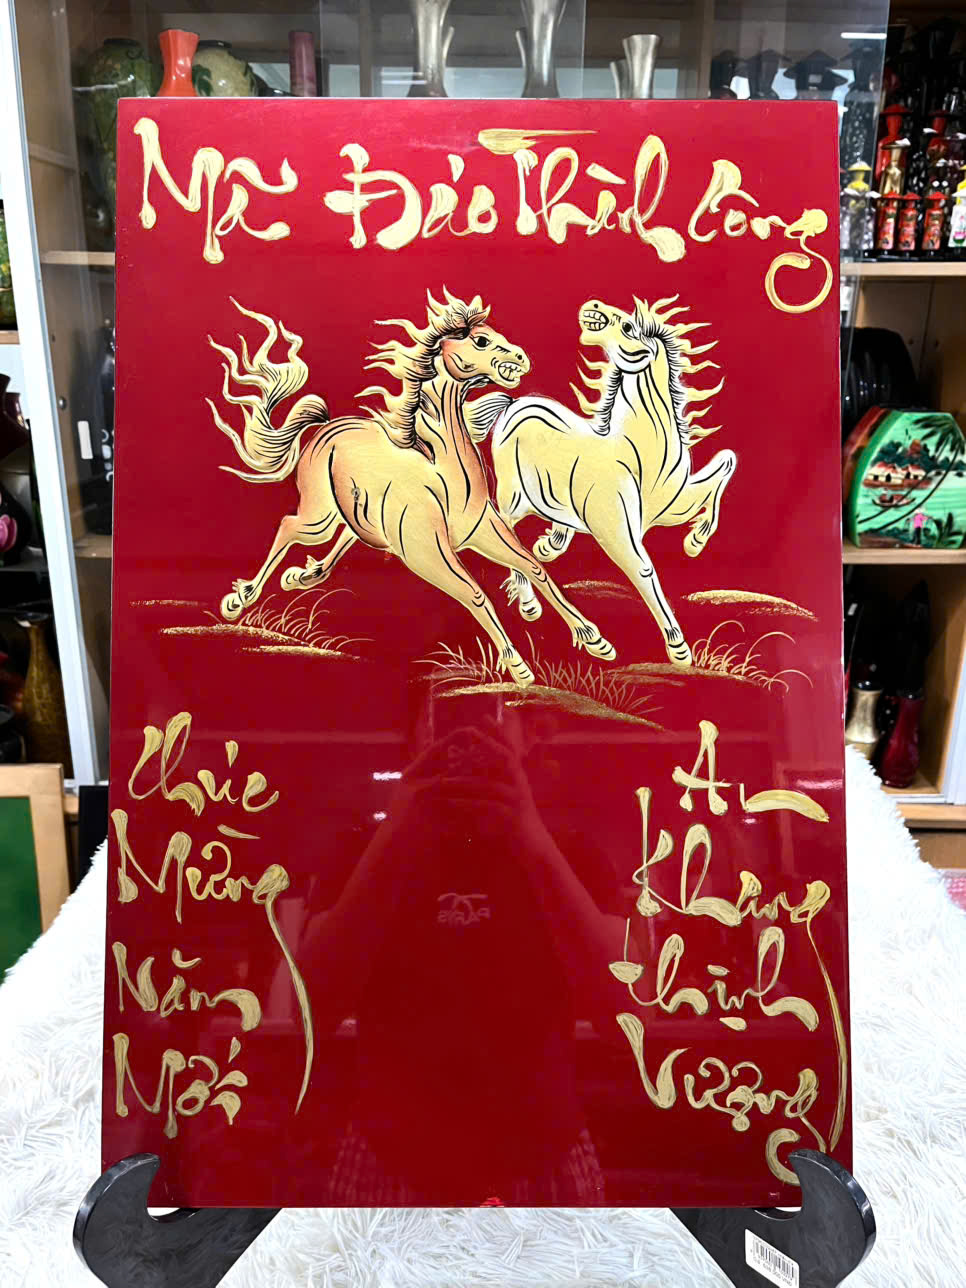 Mã Đáo Thành Công
Chúc
Mừng
Năm
Mới
An
Khang
Thịnh
Vượng